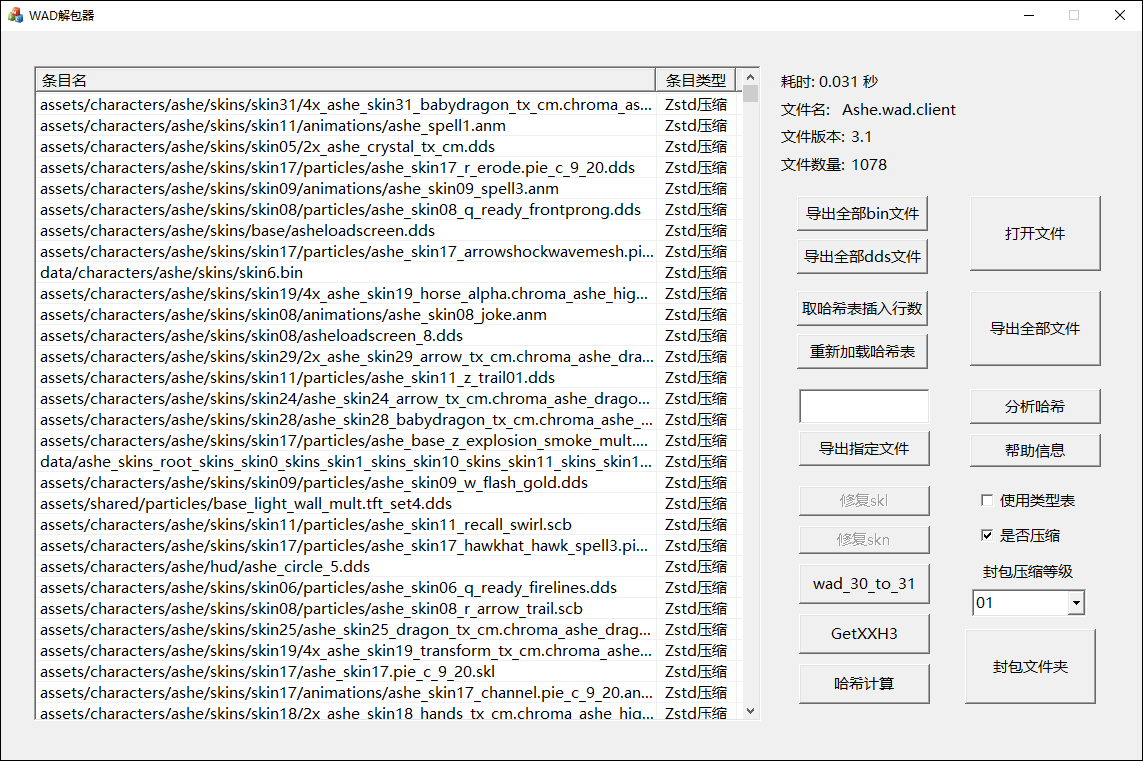 WAD解包器
条目名 条目类型
assets/characters/ashe/skins/skin31/4x_ashe_skin31_babydragon_tx_cm.chroma_as... Zstd压缩
assets/characters/ashe/skins/skin11/animations/ashe_spell1.anm Zstd压缩
assets/characters/ashe/skins/skin05/2x_ashe_crystal_tx_cm.dds Zstd压缩
assets/characters/ashe/skins/skin17/particles/ashe_skin17_r_erode.pie_c_9_20.dds Zstd压缩
assets/characters/ashe/skins/skin09/animations/ashe_skin09_spell3.anm Zstd压缩
assets/characters/ashe/skins/skin08/particles/ashe_skin08_q_ready_frontprong.dds Zstd压缩
assets/characters/ashe/skins/base/asheloadscreen.dds Zstd压缩
assets/characters/ashe/skins/skin17/particles/ashe_skin17_arrowshockwavemesh.pi... Zstd压缩
data/characters/ashe/skins/skin6.bin Zstd压缩
assets/characters/ashe/skins/skin19/4x_ashe_skin19_horse_alpha.chroma_ashe_hig... Zstd压缩
assets/characters/ashe/skins/skin08/animations/ashe_skin08_joke.anm Zstd压缩
assets/characters/ashe/skins/skin08/asheloadscreen_8.dds Zstd压缩
assets/characters/ashe/skins/skin29/2x_ashe_skin29_arrow_tx_cm.chroma_ashe_dra... Zstd压缩
assets/characters/ashe/skins/skin11/particles/ashe_skin11_z_trail01.dds Zstd压缩
assets/characters/ashe/skins/skin24/ashe_skin24_arrow_tx_cm.chroma_ashe_drago... Zstd压缩
assets/characters/ashe/skins/skin28/ashe_skin28_babydragon_tx_cm.chroma_ashe_... Zstd压缩
assets/characters/ashe/skins/skin17/particles/ashe_base_z_explosion_smoke_mult.... Zstd压缩
data/ashe_skins_root_skins_skin0_skins_skin1_skins_skin10_skins_skin11_skins_skin1... Zstd压缩
assets/characters/ashe/skins/skin09/particles/ashe_skin09_w_flash_gold.dds Zstd压缩
assets/shared/particles/base_light_wall_mult.tft_set4.dds Zstd压缩
assets/characters/ashe/skins/skin11/particles/ashe_skin11_recall_swirl.scb Zstd压缩
assets/characters/ashe/skins/skin17/particles/ashe_skin17_hawkhat_hawk_spell3.pi... Zstd压缩
assets/characters/ashe/hud/ashe_circle_5.dds Zstd压缩
assets/characters/ashe/skins/skin06/particles/ashe_skin06_q_ready_firelines.dds Zstd压缩
assets/characters/ashe/skins/skin08/particles/ashe_skin08_r_arrow_trail.scb Zstd压缩
assets/characters/ashe/skins/skin25/ashe_skin25_dragon_tx_cm.chroma_ashe_drag... Zstd压缩
assets/characters/ashe/skins/skin19/4x_ashe_skin19_transform_tx_cm.chroma_ashe... Zstd压缩
assets/characters/ashe/skins/skin17/ashe_skin17.pie_c_9_20.skl Zstd压缩
assets/characters/ashe/skins/skin17/animations/ashe_skin17_channel.pie_c_9_20.an... Zstd压缩
assets/characters/ashe/skins/skin18/2x_ashe_skin18_hands_tx_cm.chroma_ashe_hig... Zstd压缩
耗时: 0.031 秒
文件名: Ashe.wad.client
文件版本: 3.1
文件数量: 1078
导出全部bin文件
导出全部dds文件
取哈希表插入行数
重新加载哈希表
导出指定文件
修复skl
修复skn
wad_30_to_31
GetXXH3
哈希计算
打开文件
导出全部文件
分析哈希
帮助信息
使用类型表
是否压缩
封包压缩等级
01
封包文件夹